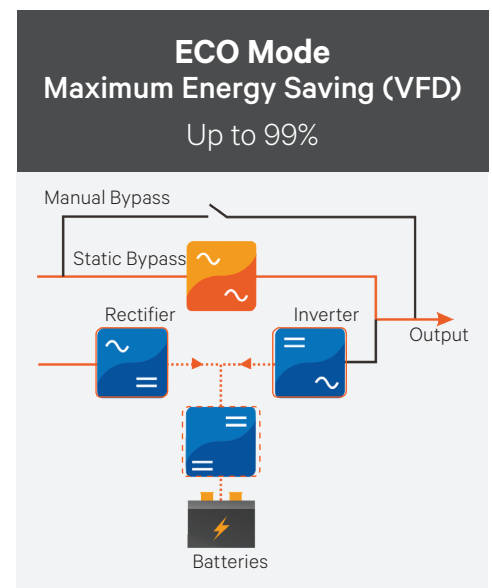 ECO Mode
Maximum Energy Saving (VFD)
Up to 99%
Manual Bypass
Static Bypass
Rectifier
Inverter
Output
Batteries